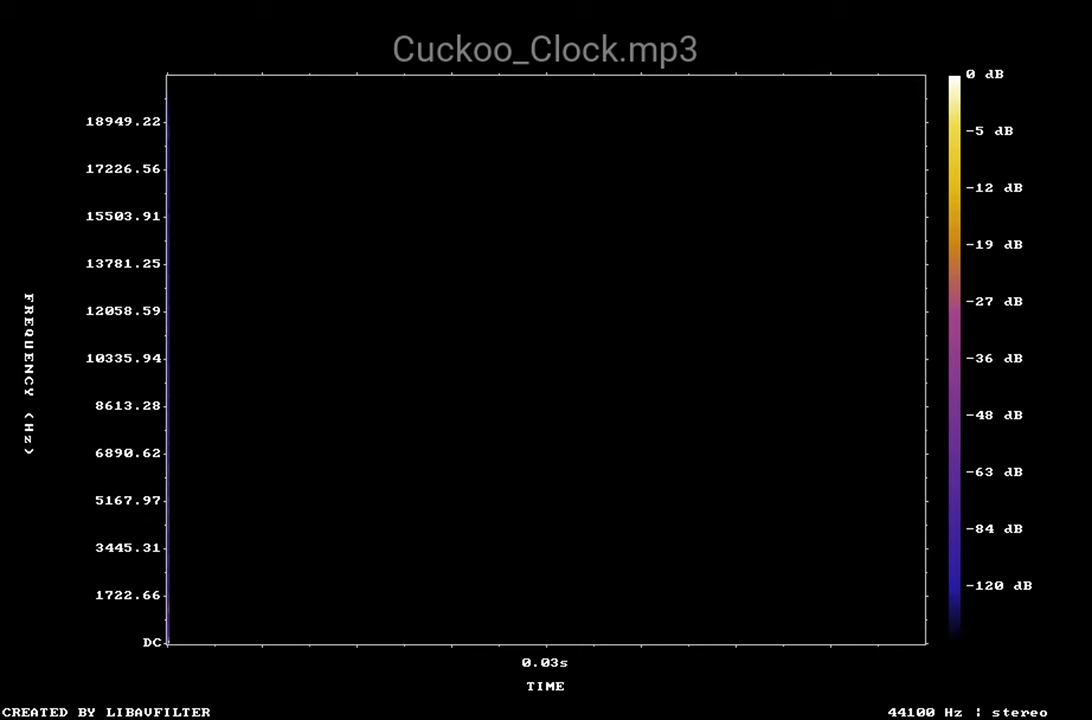 Cuckoo_Clock.mp3
0 dB
18949.22
-5 dB
17226.56
-12 dB
15503.91
-19 dB
13781.25
-27 dB
12058.59
-36 dB
10335.94
-48 dB
8613.28
-63 dB
6890.62
-84 dB
5167.97
-120 dB
3445.31
1722.66
DC
FREQUENCY (Hz)
0.03s
TIME
CREATED BY LIBAVFILTER
44100 Hz | stereo